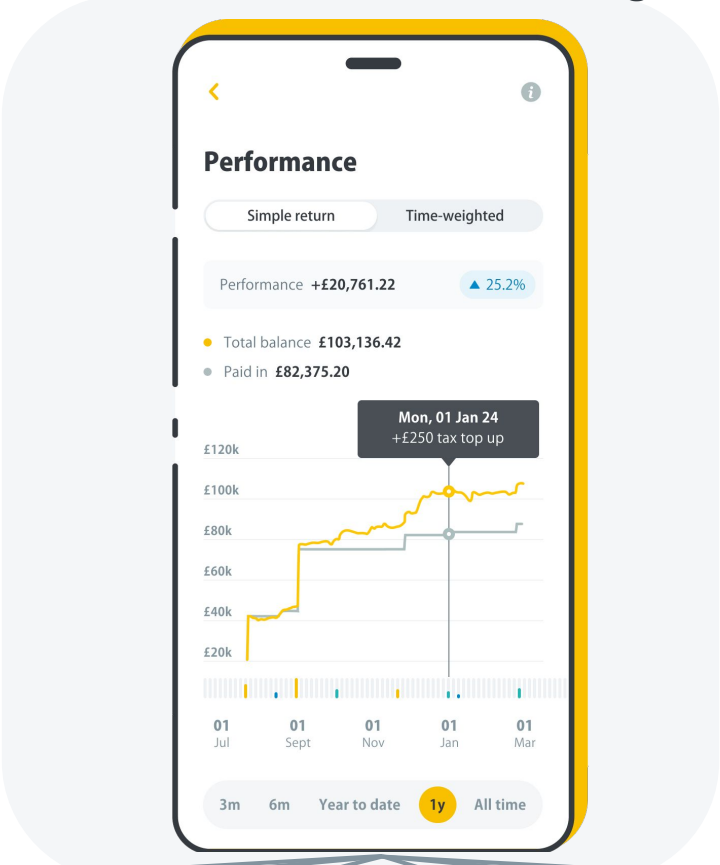 Performance
Simple return Time-weighted
Performance +£20,761.22 ▲ 25.2%
Total balance £103,136.42
Paid in £82,375.20
Mon, 01 Jan 24
+£250 tax top up
£120k
£100k
£80k
£60k
£40k
£20k
01 01 01 01 01
Jul Sept Nov Jan Mar
3m 6m Year to date 1y All time